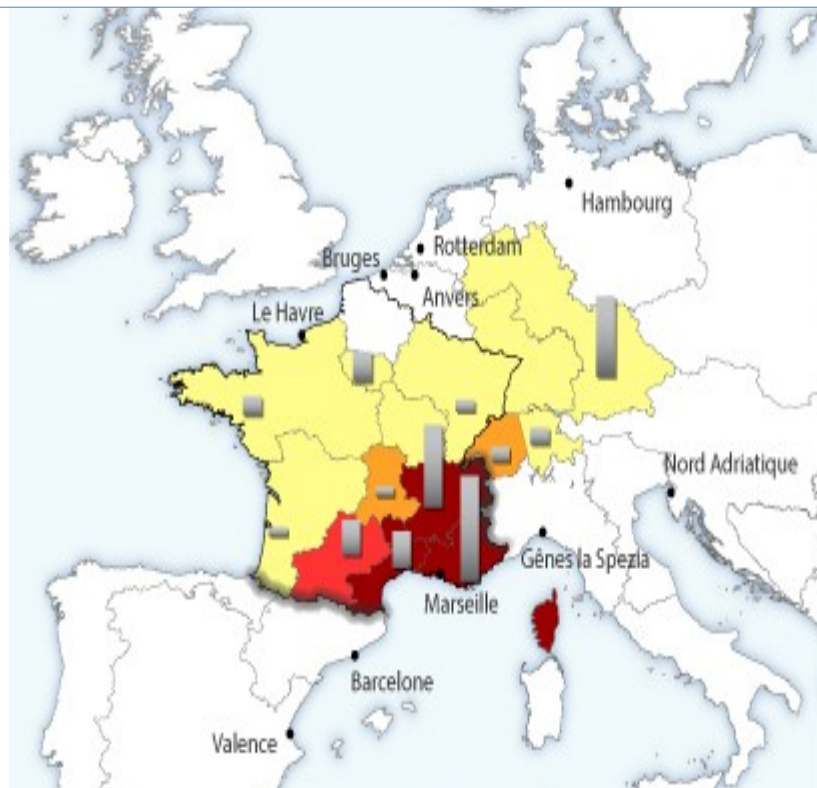 Hambourg
Rotterdam
Bruges
Anvers
Le Havre
Nord Adriatique
Gênes la Spezia
Marseille
Barcelone
Valence